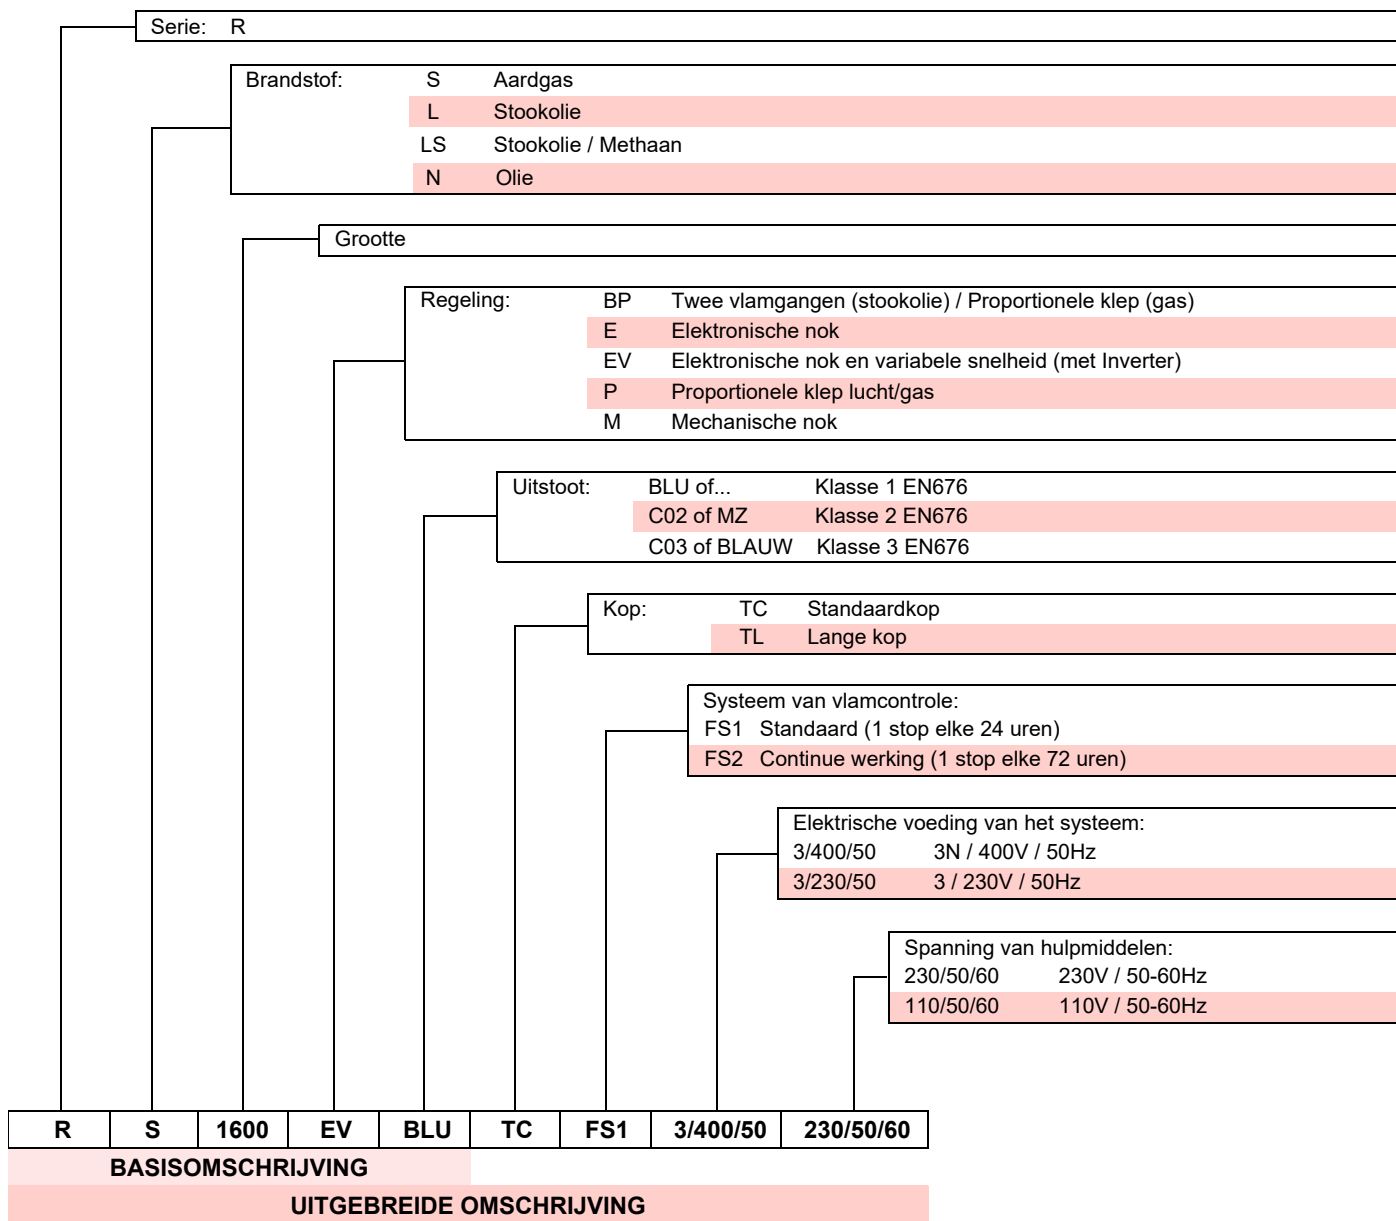 Serie: R
Brandstof: S Aardgas
L Stookolie
LS Stookolie / Methaan
N Olie
Grootte
Regeling: BP Twee vlamgangen (stookolie) / Proportionele klep (gas)
E Elektronische nok
EV Elektronische nok en variabele snelheid (met Inverter)
P Proportionele klep lucht/gas
M Mechanische nok
Uitstoot: BLU of... Klasse 1 EN676
C02 of MZ Klasse 2 EN676
C03 of BLAUW Klasse 3 EN676
Kop: TC Standaardkop
TL Lange kop
Systeem van vlamcontrole:
FS1 Standaard (1 stop elke 24 uren)
FS2 Continue werking (1 stop elke 72 uren)
Elektrische voeding van het systeem:
3/400/50 3N / 400V / 50Hz
3/230/50 3 / 230V / 50Hz
Spanning van hulpmiddelen:
230/50/60 230V / 50-60Hz
110/50/60 110V / 50-60Hz
R S 1600 EV BLU TC FS1 3/400/50 230/50/60
BASISOMSCHRIJVING
UITGEBREIDE OMSCHRIJVING